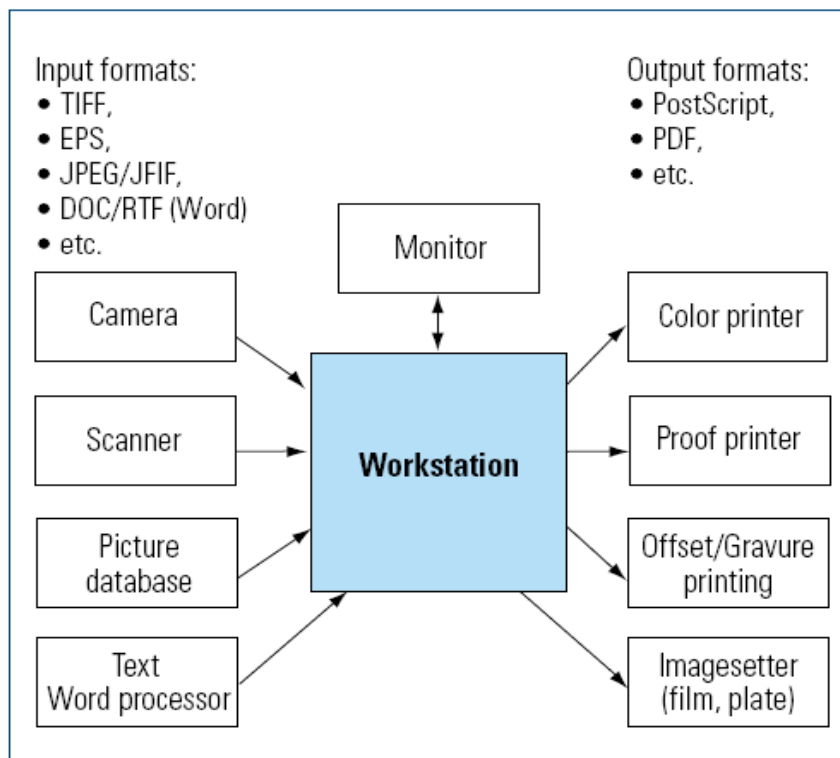 Input formats:
• TIFF,
• EPS,
• JPEG/JFIF,
• DOC/RTF (Word)
• etc.
Output formats:
• PostScript,
• PDF,
• etc.
Monitor
Camera
Scanner
Picture
database
Text
Word processor
Workstation
Color printer
Proof printer
Offset/Gravure
printing
Imagesetter
(film, plate)